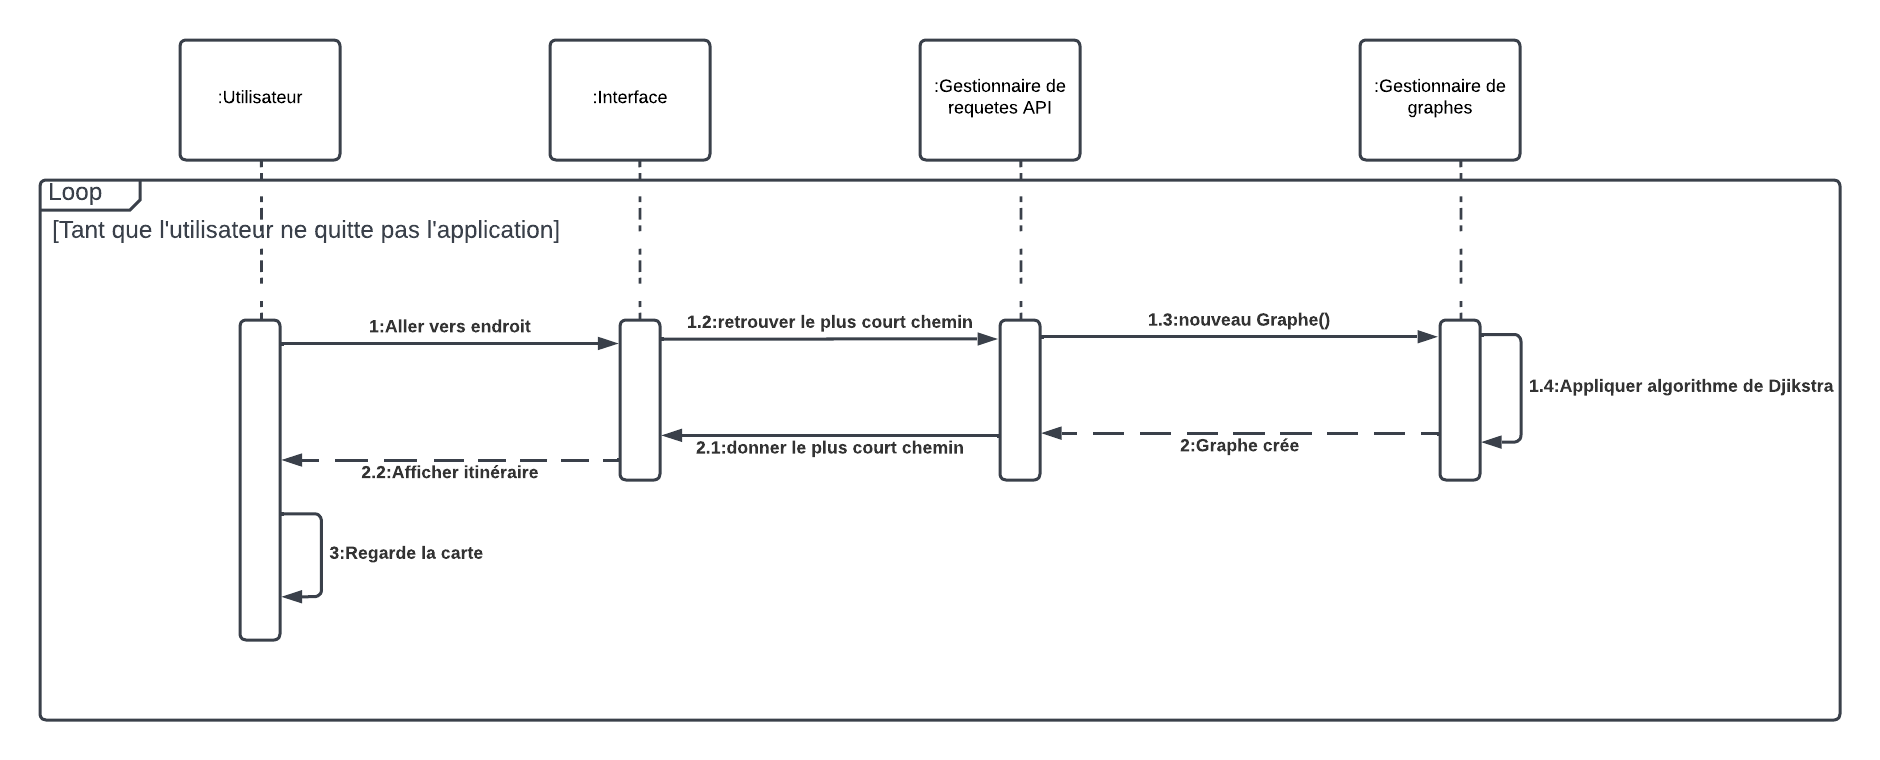 :Utilisateur
:Interface
:Gestionnaire de
requetes API
:Gestionnaire de
graphes
Loop
[Tant que l'utilisateur ne quitte pas l'application]
1:Aller vers endroit
1.2:retrouver le plus court chemin
1.3:nouveau Graphe()
1.4:Appliquer algorithme de Djikstra
2:Graphe crée
2.1:donner le plus court chemin
2.2:Afficher itinéraire
3:Regarde la carte